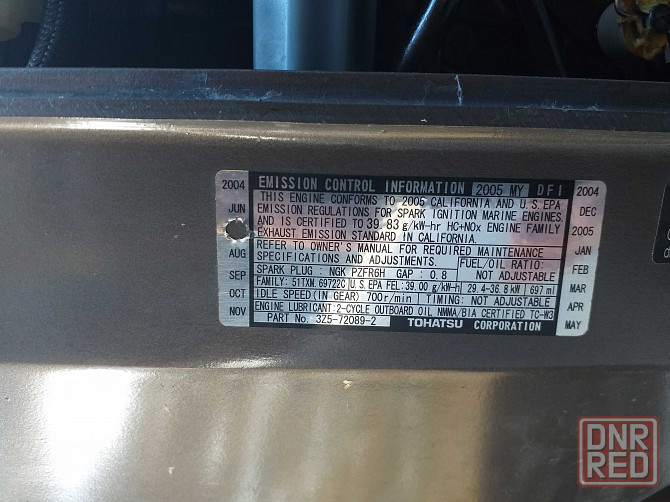 2004 EMISSION CONTROL INFORMATION 2005 MY DFI 2004
JUN
AUG
SEP
OCT
NOV
THIS ENGINE CONFORMS TO 2005 CALIFORNIA AND U.S.EPA
EMISSION REGULATIONS FOR SPARK IGNITION MARINE ENGINES
AND IS CERTIFIED TO 39.83 g/kW-hr HC+NOx ENGINE FAMILY
EXHAUST EMISSION STANDARD IN CALIFORNIA.
REFER TO OWNER'S MANUAL FOR REQUIRED MAINTENANCE
SPECIFICATIONS AND ADJUSTMENTS. FUEL/OIL RATIO:
SPARK PLUG : NGK PZFR6H GAP : 0.8 NOT ADJUSTABLE
FAMILY: 51TXM. 69722C U.S.EPA FEL:39.00 g/kW-h 29.4-36.8 kW 697 ml
IDLE SPEED(IN GEAR) 700r/min TIMING: NOT ADJUSTABLE
ENGINE LUBRICANT:2-CYCLE OUTBOARD OIL NMMA/BIA CERTIFIED TC-W3
PART No. 3Z5-72089-2 TOHATSU CORPORATION
DEC
2005
JAN
FEB
MAR
APR
MAY
DNR
RED